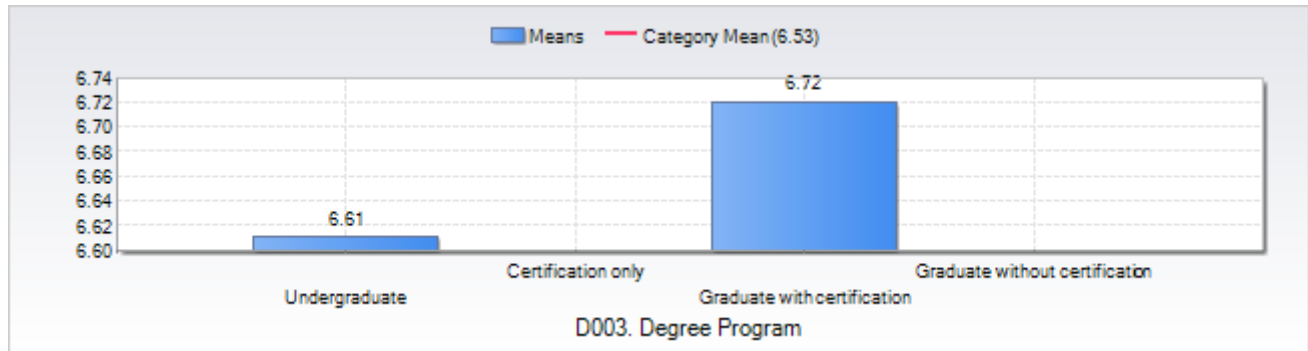 Means Category Mean(6.53)
6.74
6.72
6.72
6.70
6.68
6.66
6.64
6.62
6.61
6.60
Certification only Graduate without certification
Undergraduate Graduate with certification
D003. Degree Program